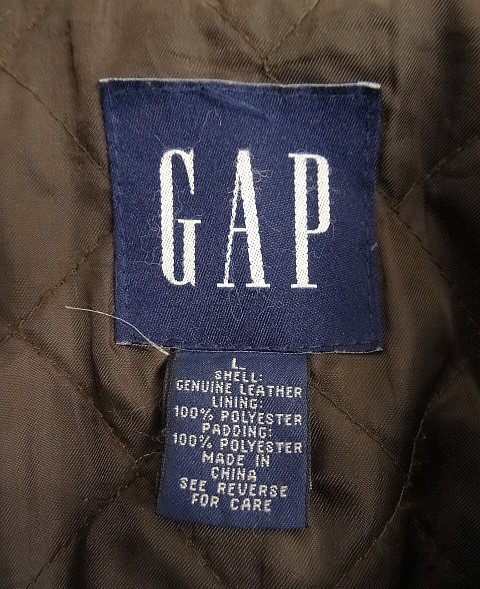 GAP
L
SHELL:
GENUINE LEATHER
LINING:
100% POLYESTER
PADDING:
100% POLYESTER
MADE IN
CHINA
SEE REVERSE
FOR CARE